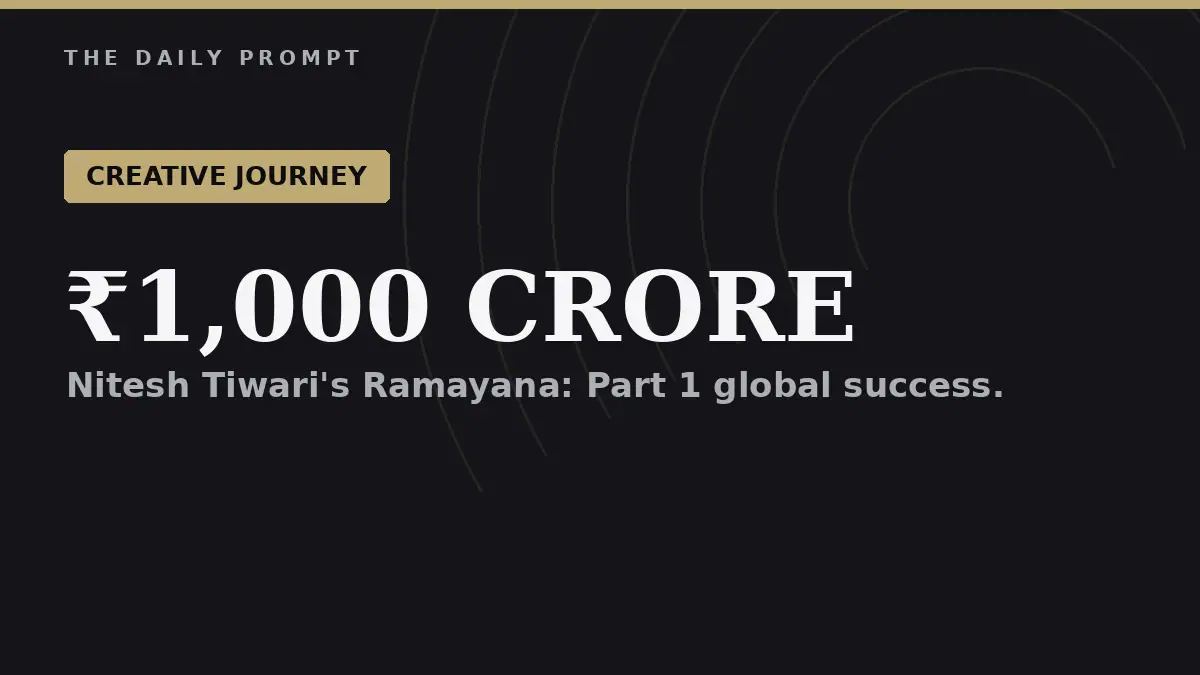 THE DAILY PROMPT
CREATIVE JOURNEY
₹1,000 CRORE
Nitesh Tiwari's Ramayana: Part 1 global success.